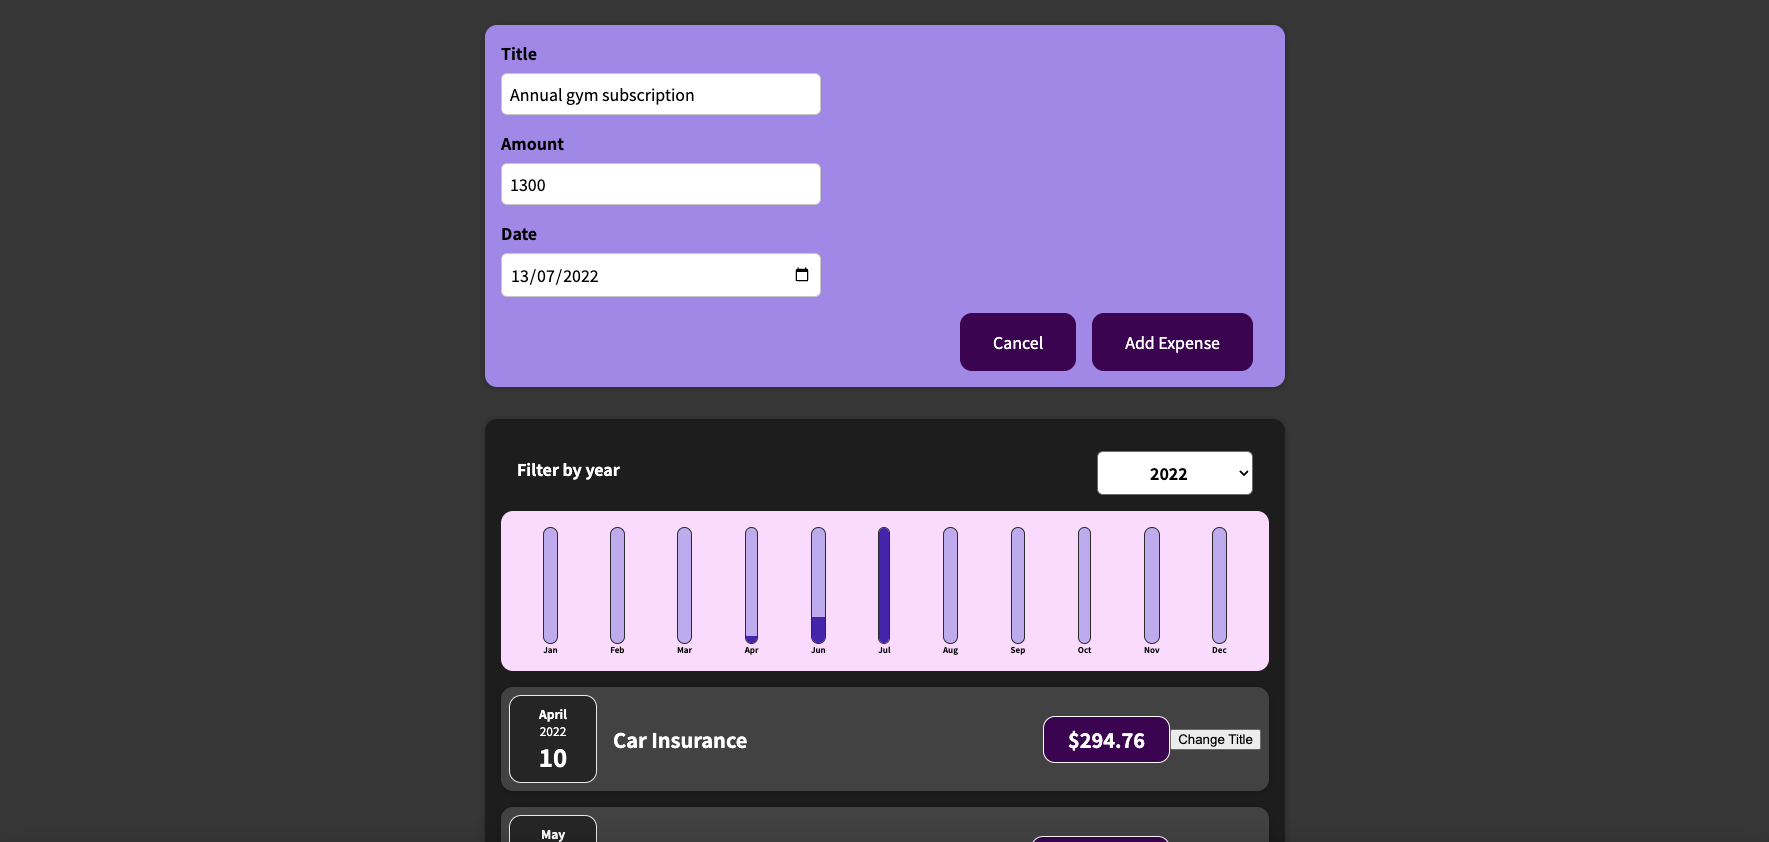 Title
Annual gym subscription
Amount
1300
Date
13/07/2022
Cancel
Add Expense
Filter by year
2022
Jan Feb Mar Apr Jun Jul Aug Sep Oct Nov Dec
April
2022
10
Car Insurance
$294.76
Change Title
May